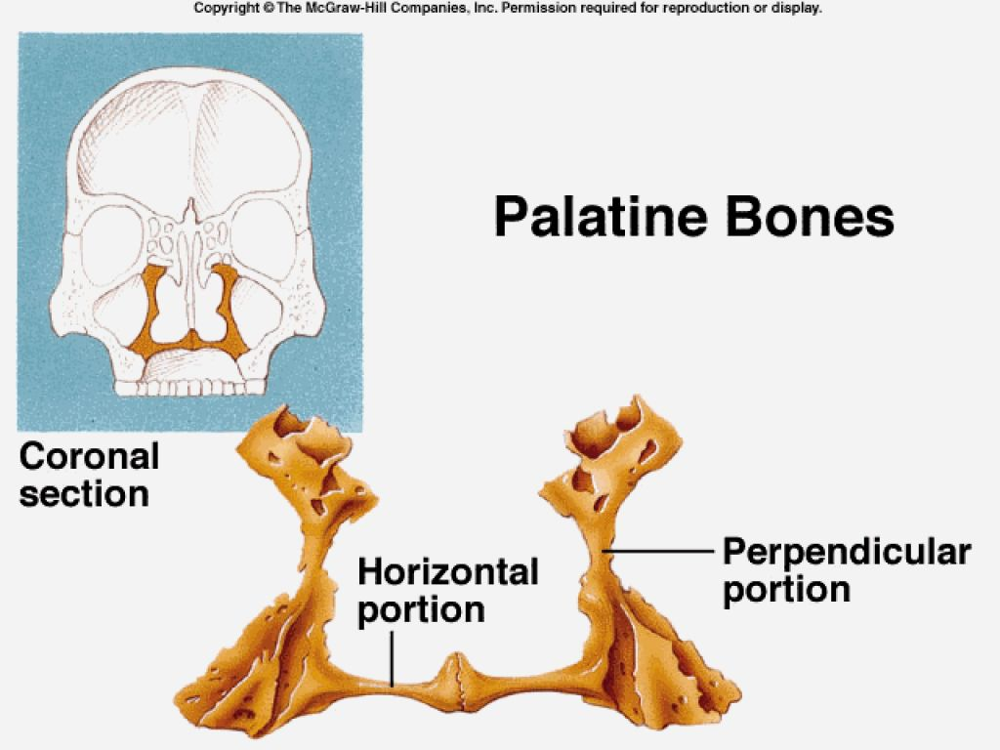 Copyright © The McGraw-Hill Companies, Inc. Permission required for reproduction or display.
Palatine Bones
Coronal
section
Horizontal
portion
Perpendicular
portion